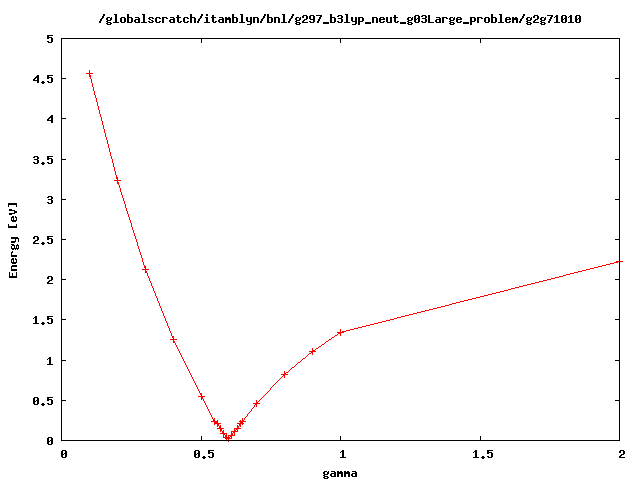 /globalscratch/itamblyn/bnl/g297_b3lyp_neut_g03Large_problem/g2g71010
5
4.5
4
3.5
3
2.5
2
1.5
1
0.5
0
Energy [eV]
0 0.5 1 1.5 2
gamma